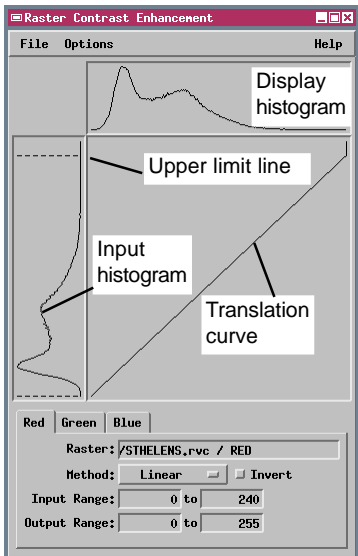 Raster Contrast Enhancement
File Options Help
Display
histogram
Upper limit line
Input
histogram
Translation
curve
Red Green Blue
Raster: /STHELENS.rvc / RED
Method: Linear Invert
Input Range: 0 to 240
Output Range: 0 to 255